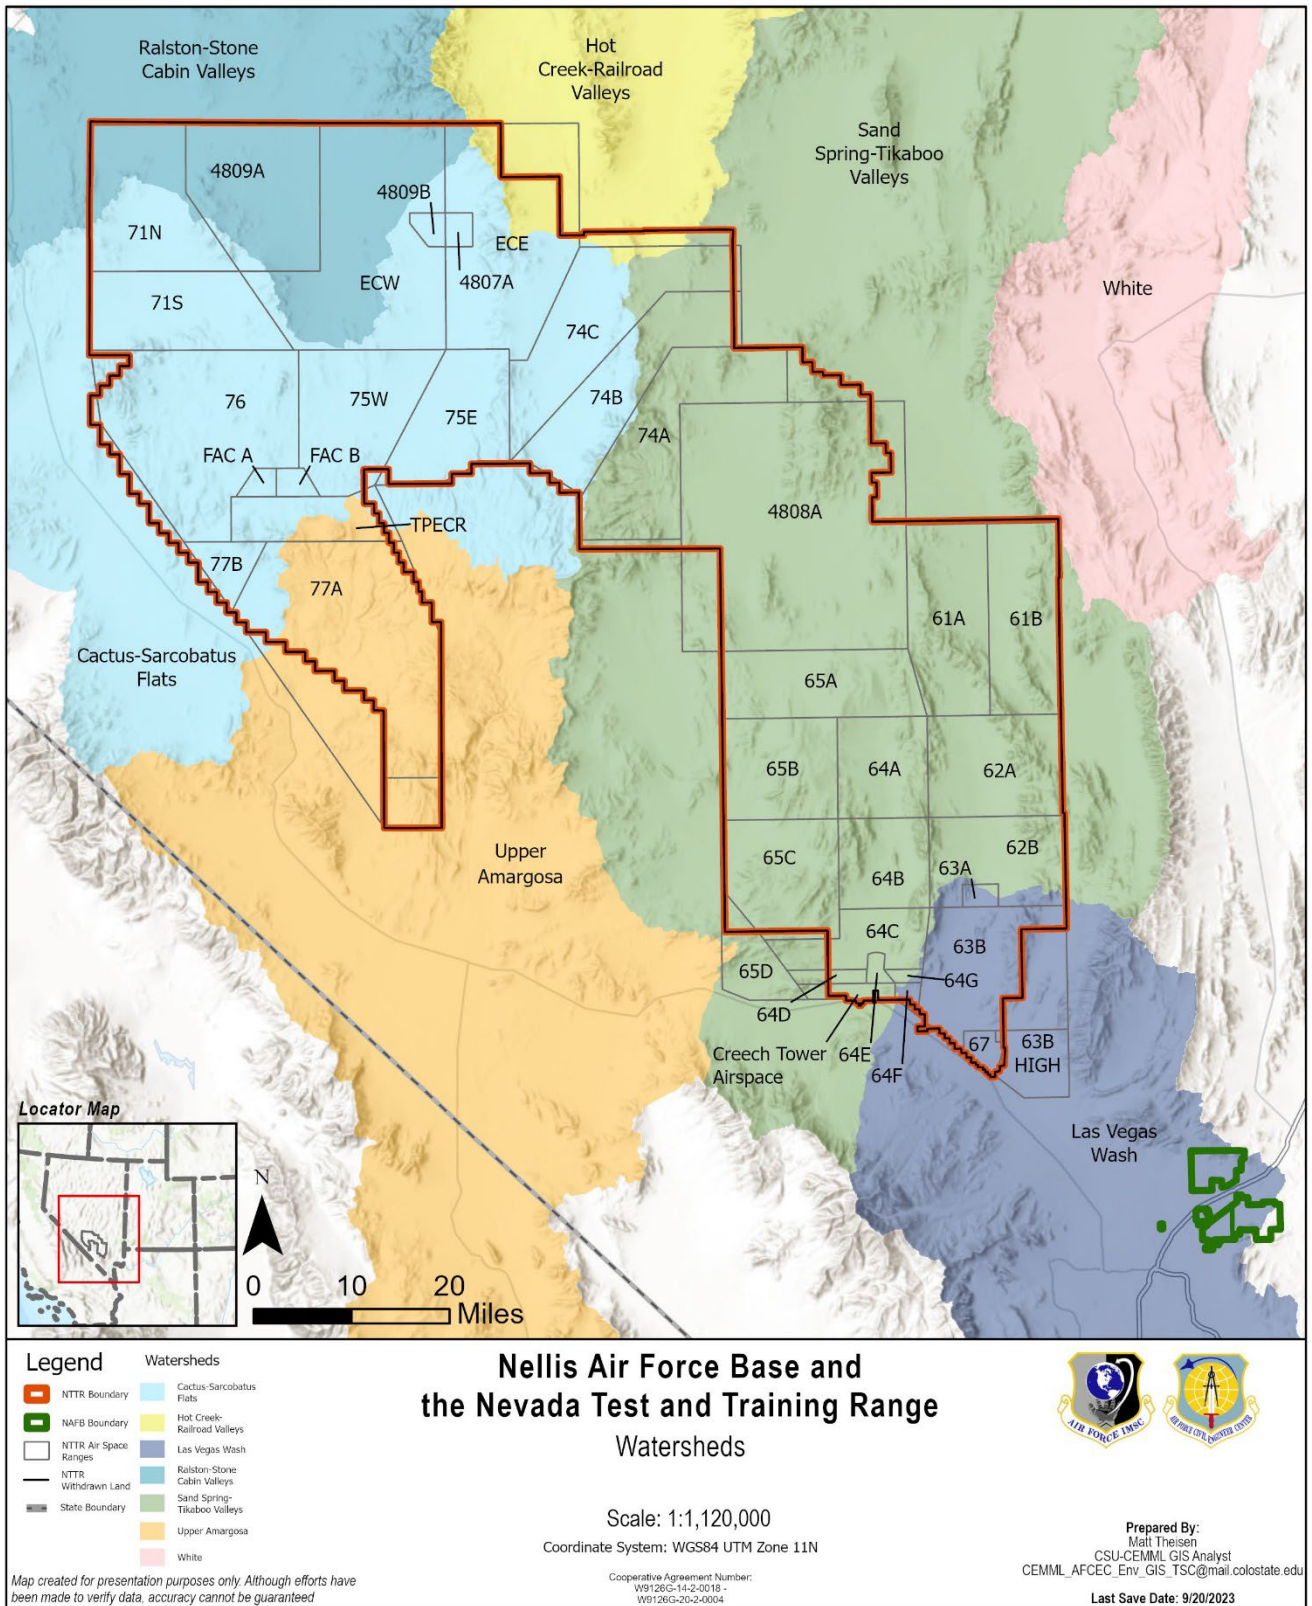 Ralston-Stone
Cabin Valleys
Hot
Creek-Railroad
Valleys
Sand
Spring-Tikaboo
Valleys
4809A
4809B
71N
ECE
ECW
4807A
71S
White
74C
76
75W
75E
74B
74A
FAC A
FAC B
4808A
TPECR
77B
77A
61A
61B
Cactus-Sarcobatus
Flats
65A
65B
64A
62A
Upper
Amargosa
65C
64B
63A
62B
64C
63B
65D
64G
64D
Creech Tower
Airspace
64E
64F
67
63B
HIGH
Las Vegas
Wash
Locator Map
N
0 10 20
Miles
Legend
NTTR Boundary
NAFB Boundary
NTTR Air Space
Ranges
NTTR
Withdrawn Land
State Boundary
Watersheds
Cactus-Sarcobatus
Flats
Hot Creek-
Railroad Valleys
Las Vegas Wash
Ralston-Stone
Cabin Valleys
Sand Spring-
Tikaboo Valleys
Upper Amargosa
White
Map created for presentation purposes only. Although efforts have
been made to verify data, accuracy cannot be guaranteed
Nellis Air Force Base and
the Nevada Test and Training Range
Watersheds
Scale: 1:1,120,000
Coordinate System: WGS84 UTM Zone 11N
Cooperative Agreement Number:
W9126G-14-2-0018 -
W9126G-20-2-0004
AIR FORCE IMSC
AIR FORCE CIVIL ENGINEER CENTER
Prepared By:
Matt Theisen
CSU-CEMML GIS Analyst
CEMML_AFCEC_Env_GIS_TSC@mail.colostate.edu
Last Save Date: 9/20/2023